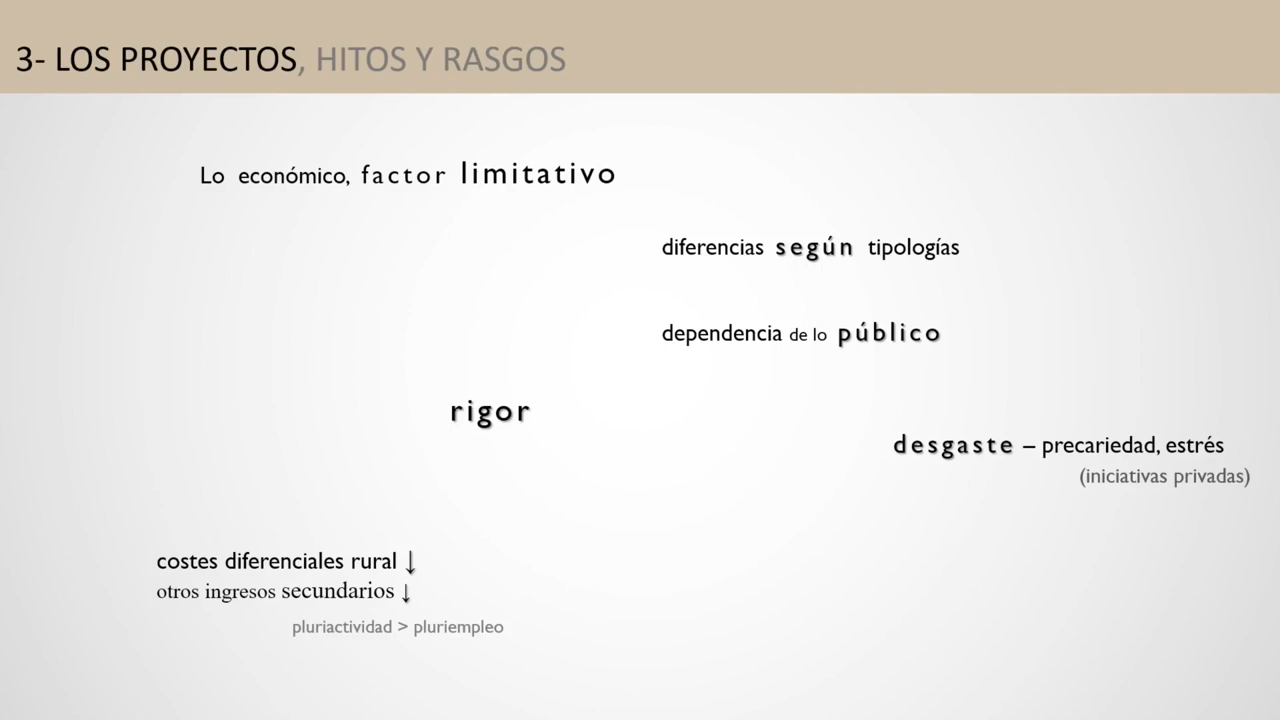 3- LOS PROYECTOS, HITOS Y RASGOS
Lo económico, factor limitativo
diferencias según tipologías
dependencia de lo público
rigor
desgaste – precariedad, estrés
(iniciativas privadas)
costes diferenciales rural ↓
otros ingresos secundarios ↓
pluriactividad > pluriempleo